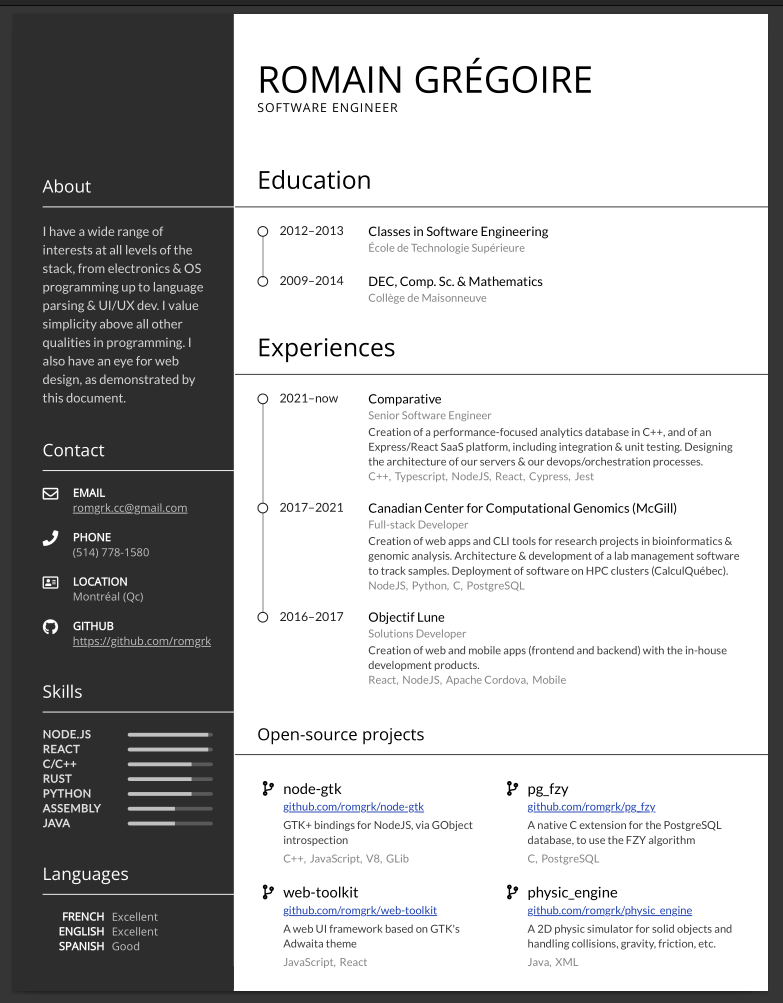 ROMAIN GRÉGOIRE
SOFTWARE ENGINEER
About
I have a wide range of
interests at all levels of the
stack, from electronics & OS
programming up to language
parsing & UI/UX dev. I value
simplicity above all other
qualities in programming. I
also have an eye for web
design, as demonstrated by
this document.
Contact
EMAIL
romgrk.cc@gmail.com
PHONE
(514) 778-1580
LOCATION
Montréal (Qc)
GITHUB
https://github.com/romgrk
Skills
NODE.JS
REACT
C/C++
RUST
PYTHON
ASSEMBLY
JAVA
Languages
FRENCH Excellent
ENGLISH Excellent
SPANISH Good
Education
2012–2013 Classes in Software Engineering
École de Technologie Supérieure
2009–2014 DEC, Comp. Sc. & Mathematics
Collège de Maisonneuve
Experiences
2021–now Comparative
Senior Software Engineer
Creation of a performance-focused analytics database in C++, and of an
Express/React SaaS platform, including integration & unit testing. Designing
the architecture of our servers & our devops/orchestration processes.
C++, Typescript, NodeJS, React, Cypress, Jest
2017–2021 Canadian Center for Computational Genomics (McGill)
Full-stack Developer
Creation of web apps and CLI tools for research projects in bioinformatics &
genomic analysis. Architecture & development of a lab management software
to track samples. Deployment of software on HPC clusters (CalculQuébec).
NodeJS, Python, C, PostgreSQL
2016–2017 Objectif Lune
Solutions Developer
Creation of web and mobile apps (frontend and backend) with the in-house
development products.
React, NodeJS, Apache Cordova, Mobile
Open-source projects
node-gtk
github.com/romgrk/node-gtk
GTK+ bindings for NodeJS, via GObject
introspection
C++, JavaScript, V8, GLib
pg_fzy
github.com/romgrk/pg_fzy
A native C extension for the PostgreSQL
database, to use the FZY algorithm
C, PostgreSQL
web-toolkit
github.com/romgrk/web-toolkit
A web UI framework based on GTK's
Adwaita theme
JavaScript, React
physic_engine
github.com/romgrk/physic_engine
A 2D physic simulator for solid objects and
handling collisions, gravity, friction, etc.
Java, XML